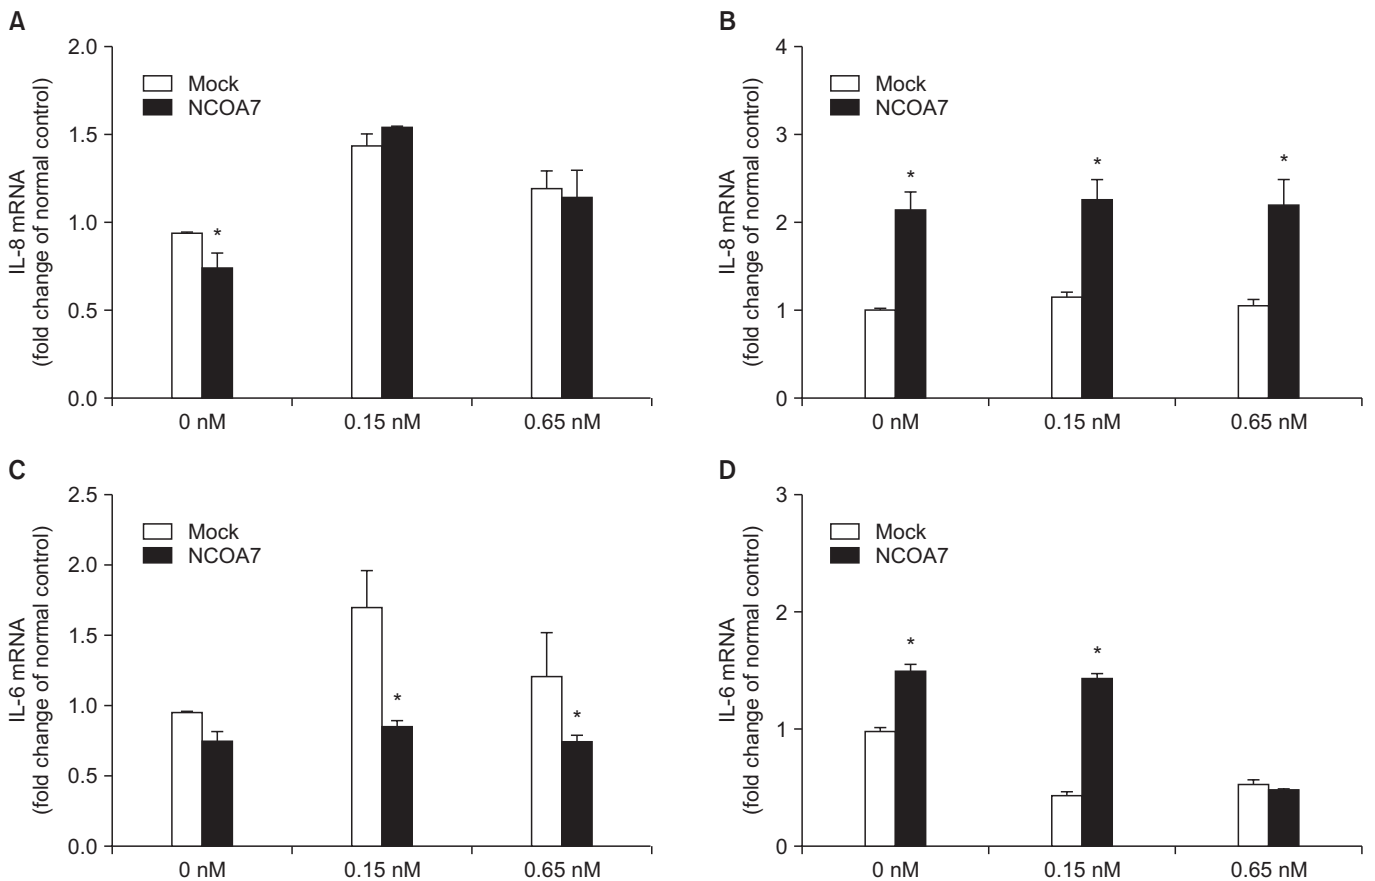 A
IL-8 mRNA
(fold change of normal control)
2.0
1.5
1.0
0.5
0.0
Mock
NCOA7
*
0 nM
0.15 nM
0.65 nM
B
IL-8 mRNA
(fold change of normal control)
4
3
2
1
0
Mock
NCOA7
*
*
*
0 nM
0.15 nM
0.65 nM
C
IL-6 mRNA
(fold change of normal control)
2.5
2.0
1.5
1.0
0.5
0.0
Mock
NCOA7
*
*
0 nM
0.15 nM
0.65 nM
D
IL-6 mRNA
(fold change of normal control)
3
2
1
0
Mock
NCOA7
*
*
0 nM
0.15 nM
0.65 nM